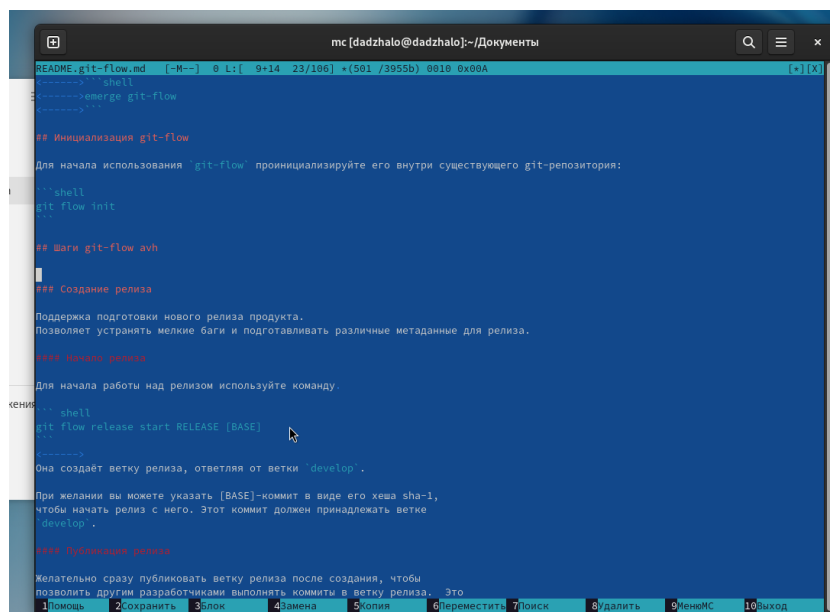 mc [dadzhalo@dadzhalo]:~/Документы
README.git-flow.md [-M--] 0 L:[ 9+14 23/106] *(501 /3955b) 0010 0x00A [*][X]
<------>```shell
<------>emerge git-flow
<------>```
## Инициализация git-flow
Для начала использования `git-flow` проинициализируйте его внутри существующего git-репозитория:
```shell
git flow init
```
## Шаги git-flow avh
### Создание релиза
Поддержка подготовки нового релиза продукта.
Позволяет устранять мелкие баги и подготавливать различные метаданные для релиза.
#### Начало релиза
Для начала работы над релизом используйте команду.
``` shell
git flow release start RELEASE [BASE]
```
<------>
Она создаёт ветку релиза, ответляя от ветки `develop`.
При желании вы можете указать [BASE]-коммит в виде его хеша sha-1,
чтобы начать релиз с него. Этот коммит должен принадлежать ветке
`develop`.
#### Публикация релиза
Желательно сразу публиковать ветку релиза после создания, чтобы
позволить другим разработчиками выполнять коммиты в ветку релиза. Это
1Помощь 2Сохранить 3Блок 4Замена 5Копия 6Переместить 7Поиск 8Удалить 9МенюMC 10Выход